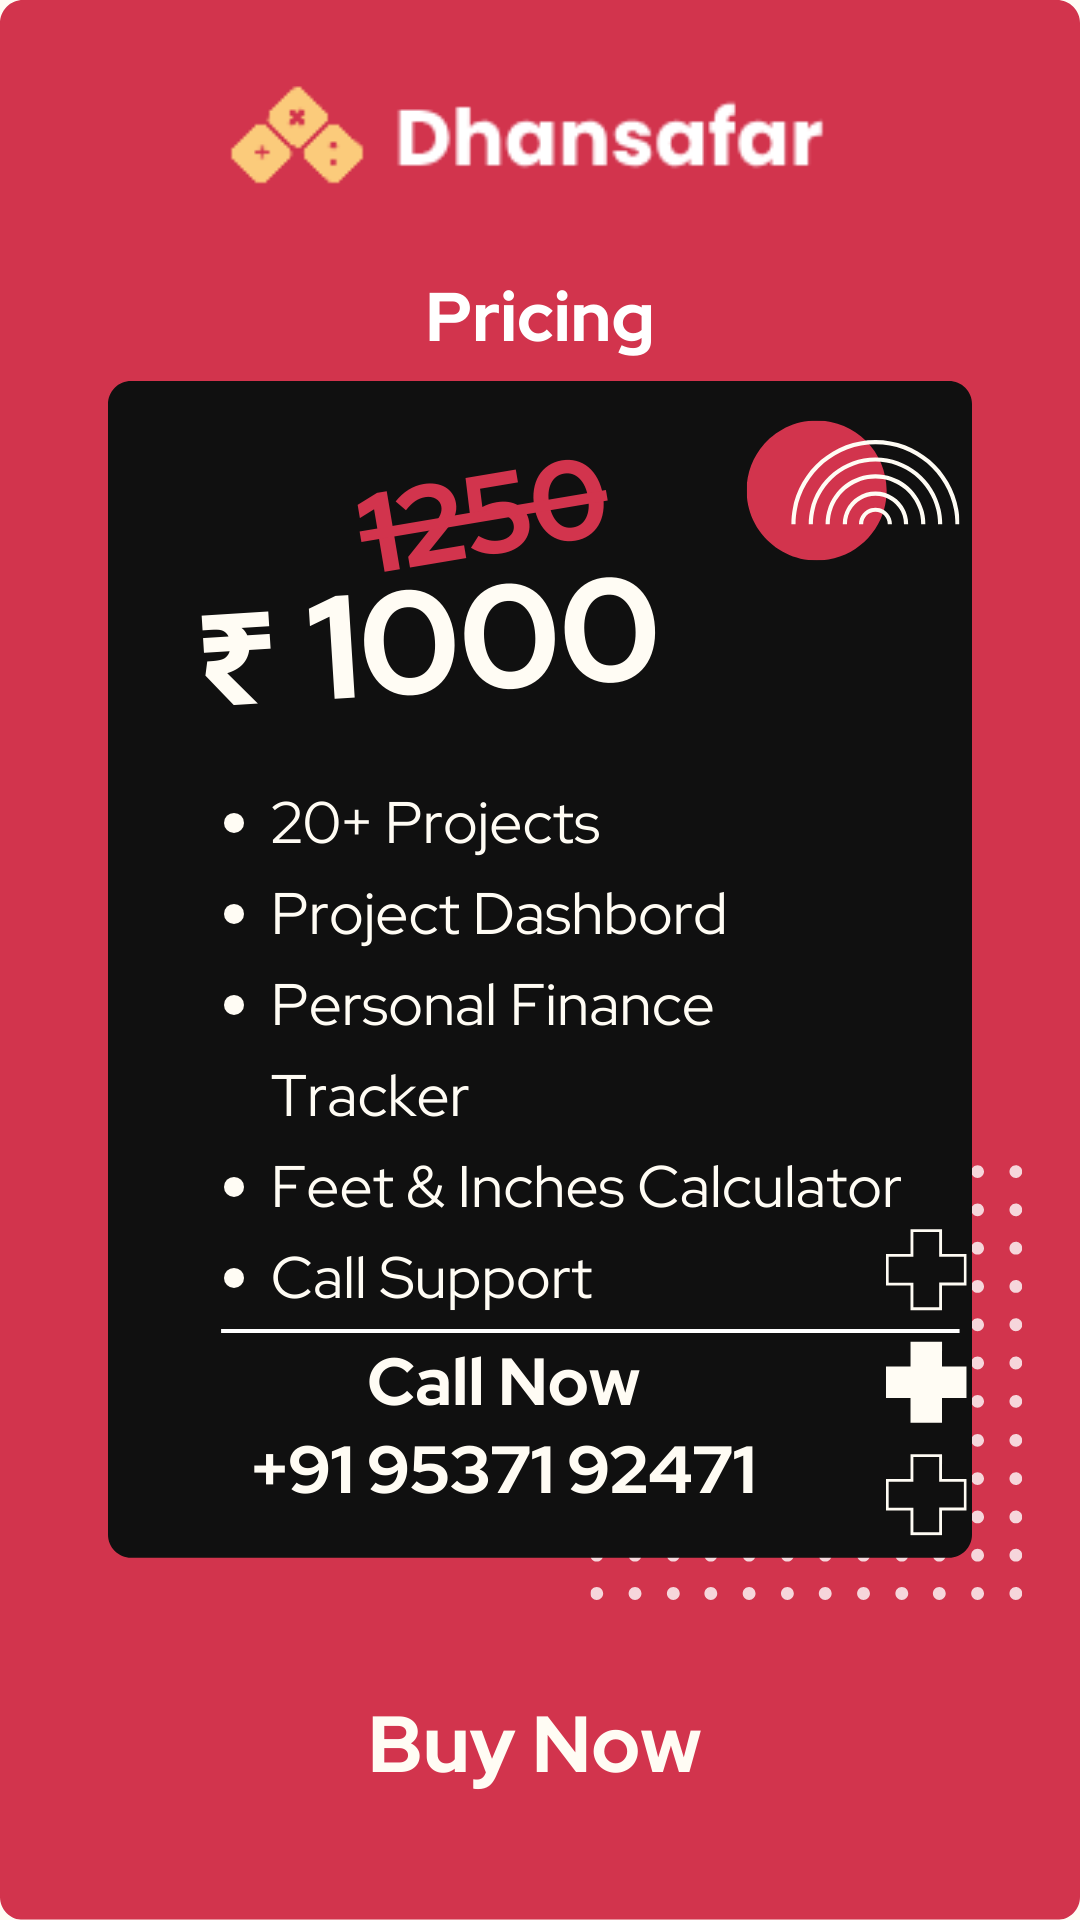 Dhansafar
Pricing
1250
₹ 1000
• 20+ Projects
• Project Dashbord
• Personal Finance
Tracker
• Feet & Inches Calculator
• Call Support
Call Now
+91 95371 92471
Buy Now